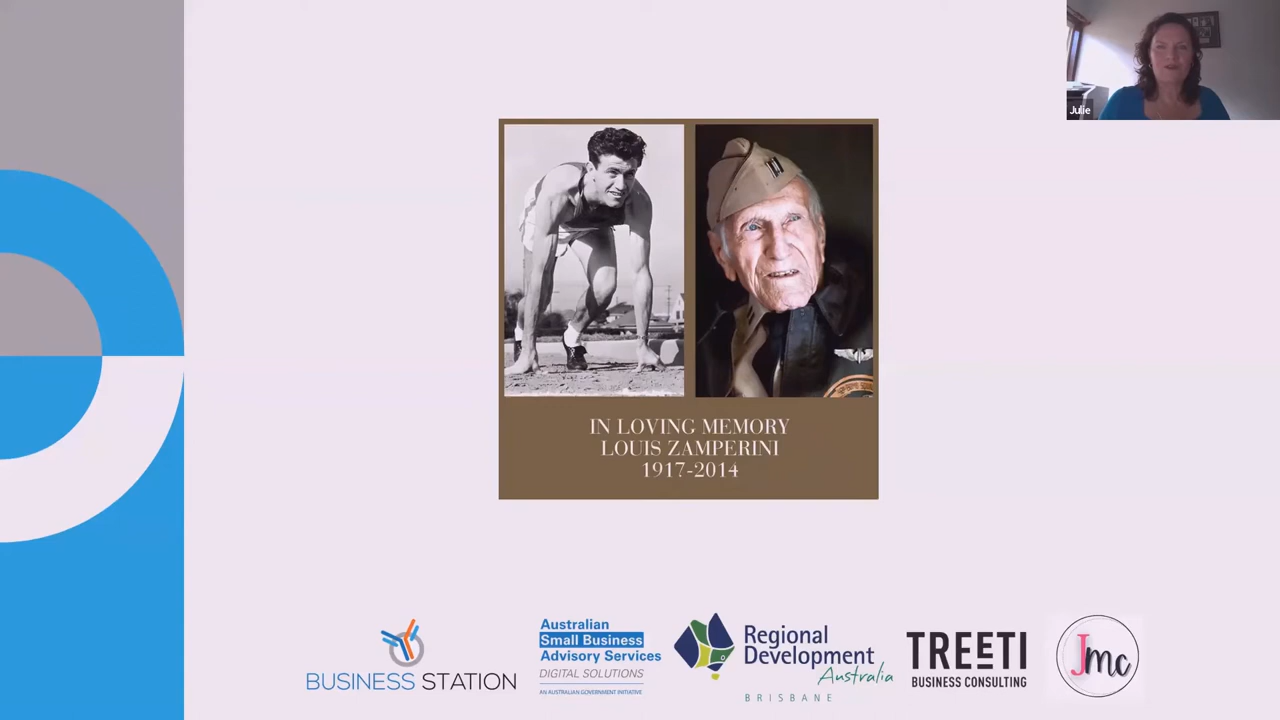 Julie
IN LOVING MEMORY
LOUIS ZAMPERINI
1917-2014
BUSINESS STATION
Australian
Small Business
Advisory Services
DIGITAL SOLUTIONS
AN AUSTRALIAN GOVERNMENT INITIATIVE
Regional
Development
Australia
BRISBANE
TREETI
BUSINESS CONSULTING
Jmc